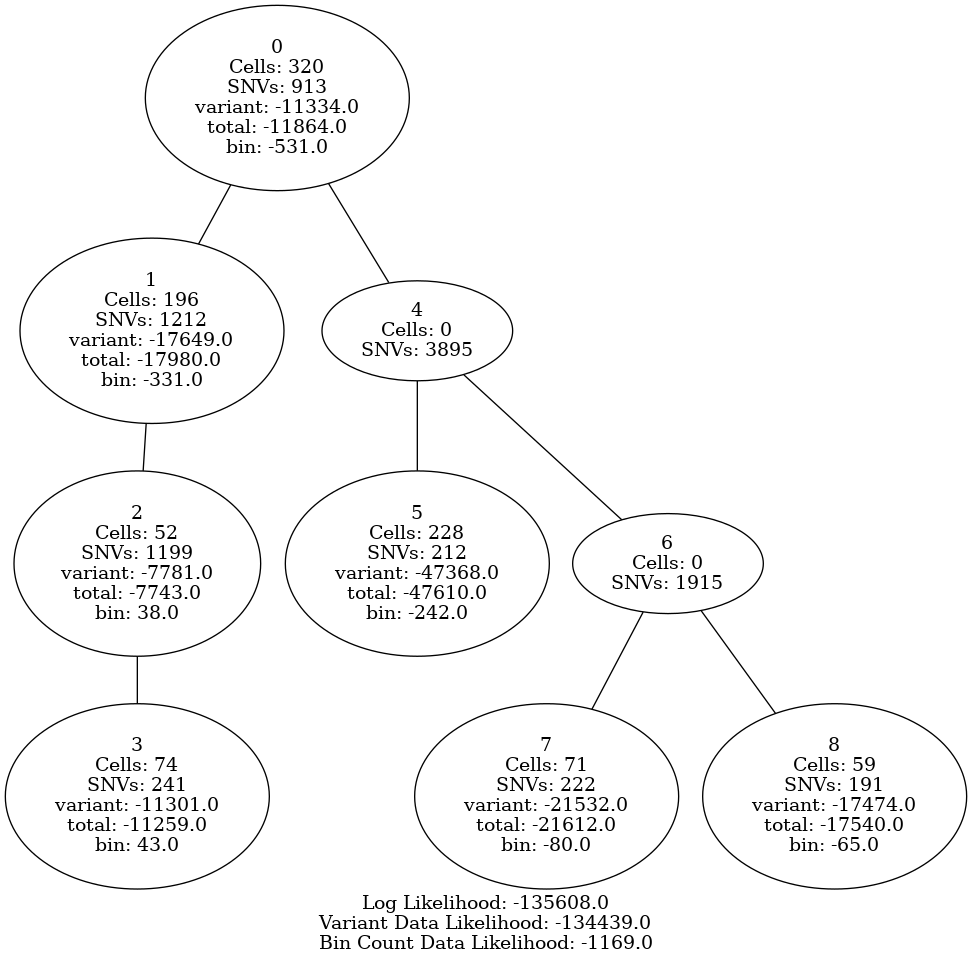 0
Cells: 320
SNVs: 913
variant: -11334.0
total: -11864.0
bin: -531.0
1
Cells: 196
SNVs: 1212
variant: -17649.0
total: -17980.0
bin: -331.0
4
Cells: 0
SNVs: 3895
2
Cells: 52
SNVs: 1199
variant: -7781.0
total: -7743.0
bin: 38.0
5
Cells: 228
SNVs: 212
variant: -47368.0
total: -47610.0
bin: -242.0
6
Cells: 0
SNVs: 1915
3
Cells: 74
SNVs: 241
variant: -11301.0
total: -11259.0
bin: 43.0
7
Cells: 71
SNVs: 222
variant: -21532.0
total: -21612.0
bin: -80.0
8
Cells: 59
SNVs: 191
variant: -17474.0
total: -17540.0
bin: -65.0
Log Likelihood: -135608.0
Variant Data Likelihood: -134439.0
Bin Count Data Likelihood: -1169.0